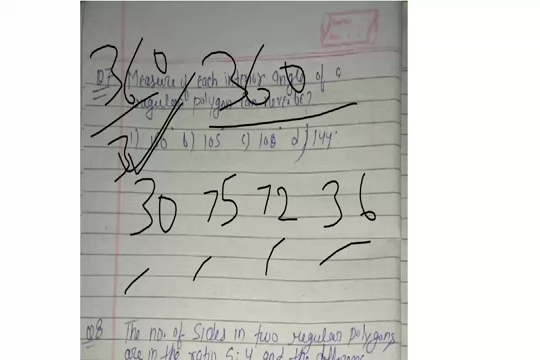 Q7 Measure of each interior angle of a
regular polygon can never be?
b) 105° c) 108° d) 144°
360 360
30 75 72 36
Q8 The no. of sides in two regular polygons
are in the ratio 5:4 and the difference